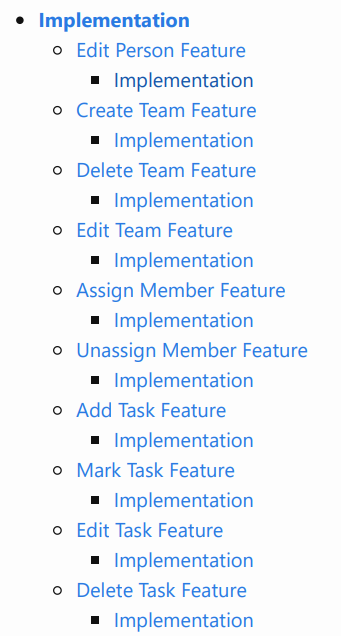 Implementation
Edit Person Feature
Implementation
Create Team Feature
Implementation
Delete Team Feature
Implementation
Edit Team Feature
Implementation
Assign Member Feature
Implementation
Unassign Member Feature
Implementation
Add Task Feature
Implementation
Mark Task Feature
Implementation
Edit Task Feature
Implementation
Delete Task Feature
Implementation